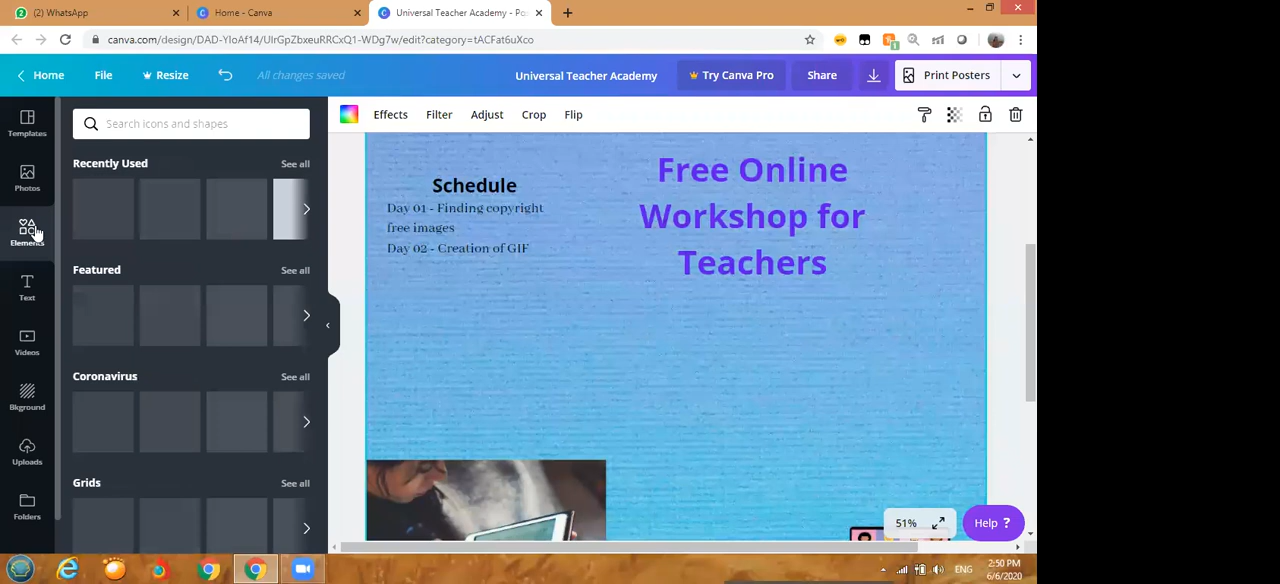 (2) WhatsApp
Home - Canva
Universal Teacher Academy - Pos
canva.com/design/DAD-YIoAf14/UIrGpZbxeuRRCxQ1-WDg7w/edit?category=tACFat6uXco
1
Home
File
Resize
All changes saved
Universal Teacher Academy
Try Canva Pro
Share
Print Posters
Templates
Photos
Elements
Text
Videos
Bkground
Uploads
Folders
Search icons and shapes
Recently Used
See all
Featured
See all
Coronavirus
See all
Grids
See all
Effects
Filter
Adjust
Crop
Flip
Schedule
Day 01 - Finding copyright
free images
Day 02 - Creation of GIF
Free Online
Workshop for
Teachers
51%
Help ?
ENG
2:50 PM
6/6/2020